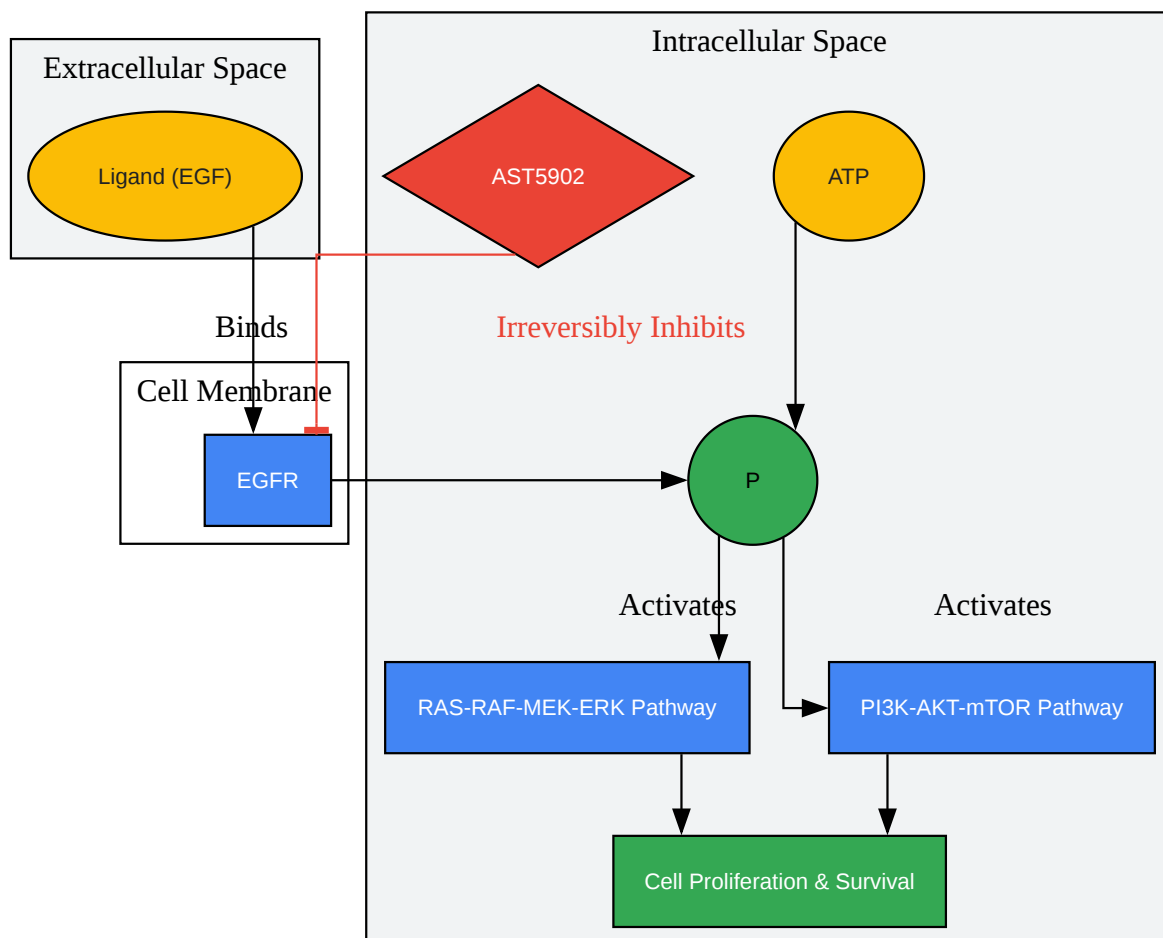 Intracellular Space
Extracellular Space
Ligand (EGF)
AST5902
ATP
Binds
Irreversibly Inhibits
Cell Membrane
EGFR
P
Activates
Activates
RAS-RAF-MEK-ERK Pathway
PI3K-AKT-mTOR Pathway
Cell Proliferation & Survival